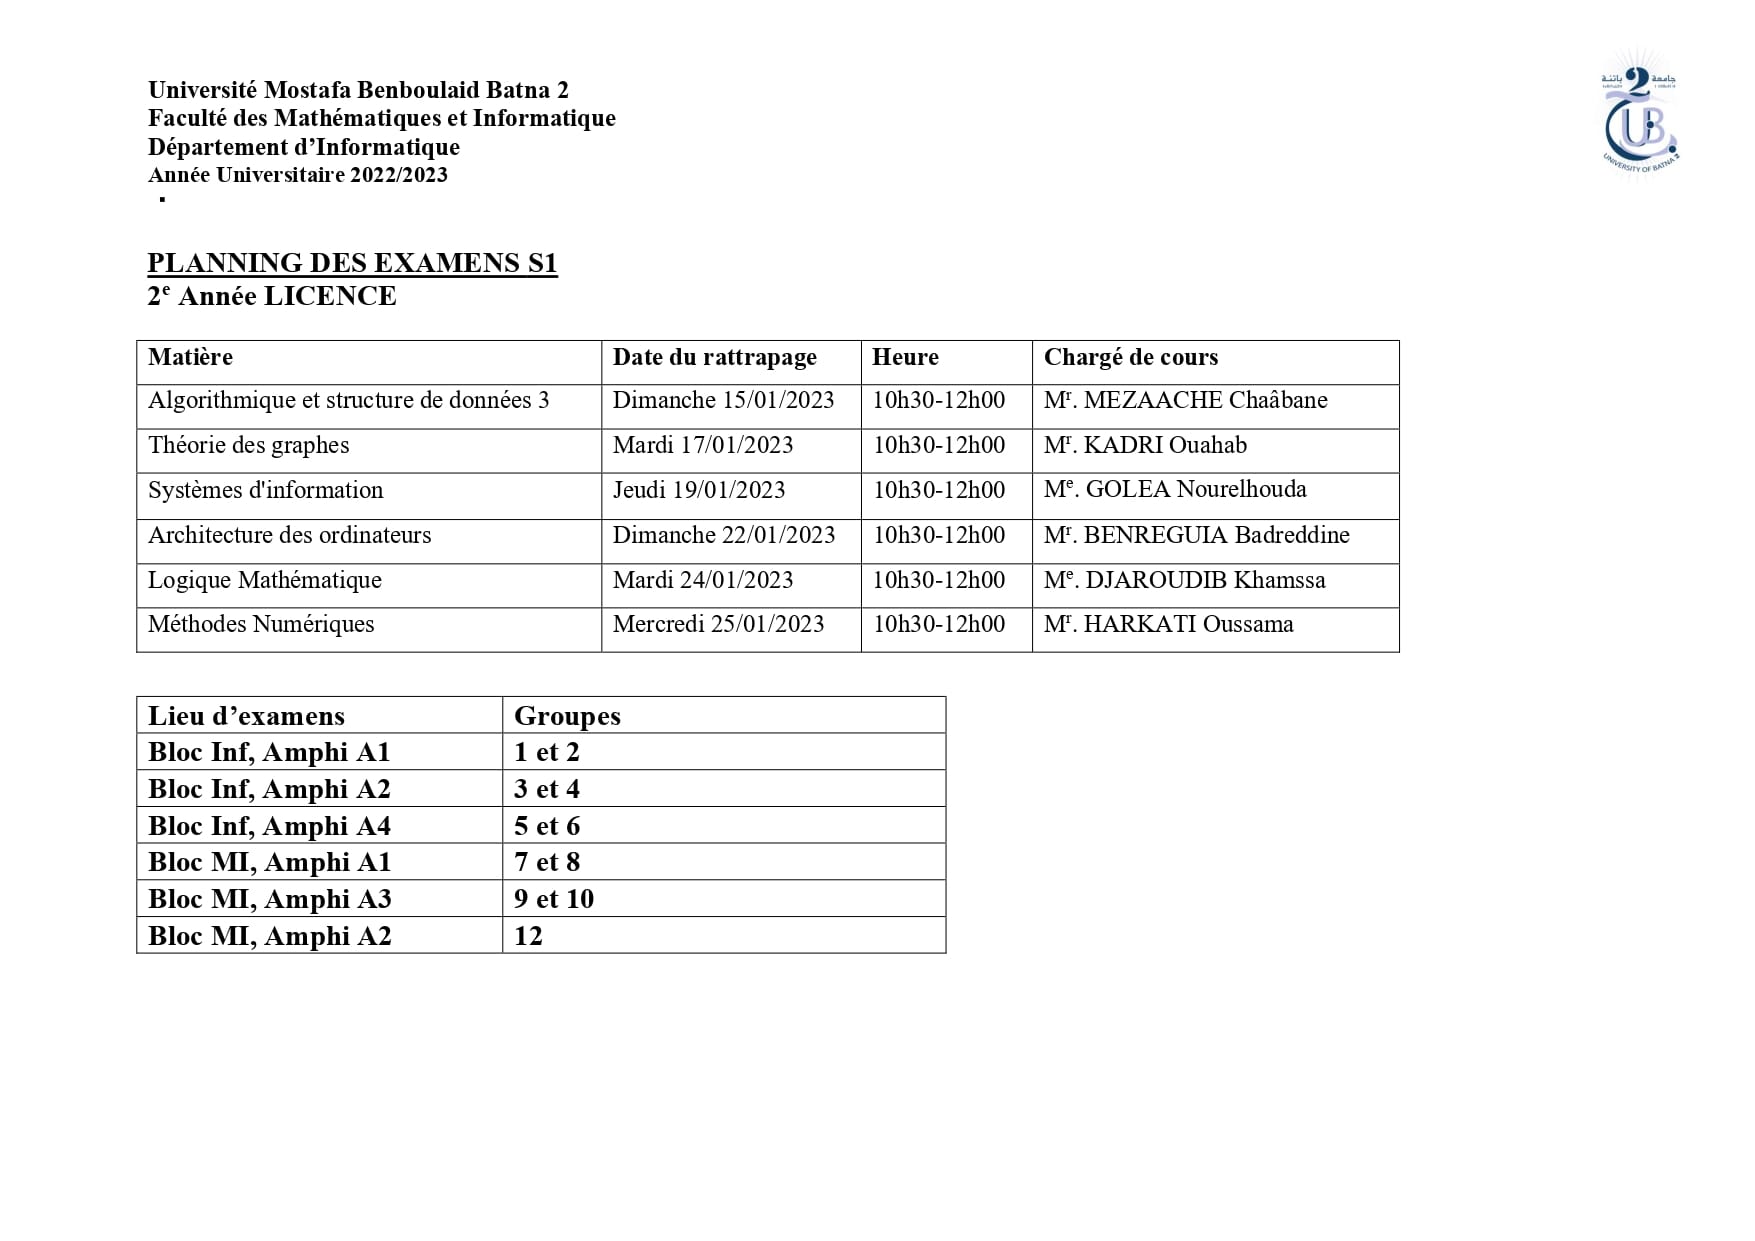 Université Mostafa Benboulaid Batna 2
Faculté des Mathématiques et Informatique
Département d’Informatique
Année Universitaire 2022/2023
جامعة باتنة 2
UNIVERSITY OF BATNA 2
PLANNING DES EXAMENS S1
2e Année LICENCE
Matière Date du rattrapage Heure Chargé de cours
Algorithmique et structure de données 3 Dimanche 15/01/2023 10h30-12h00 Mr. MEZAACHE Chaâbane
Théorie des graphes Mardi 17/01/2023 10h30-12h00 Mr. KADRI Ouahab
Systèmes d'information Jeudi 19/01/2023 10h30-12h00 Me. GOLEA Nourelhouda
Architecture des ordinateurs Dimanche 22/01/2023 10h30-12h00 Mr. BENREGUIA Badreddine
Logique Mathématique Mardi 24/01/2023 10h30-12h00 Me. DJAROUDIB Khamssa
Méthodes Numériques Mercredi 25/01/2023 10h30-12h00 Mr. HARKATI Oussama
Lieu d’examens Groupes
Bloc Inf, Amphi A1 1 et 2
Bloc Inf, Amphi A2 3 et 4
Bloc Inf, Amphi A4 5 et 6
Bloc MI, Amphi A1 7 et 8
Bloc MI, Amphi A3 9 et 10
Bloc MI, Amphi A2 12